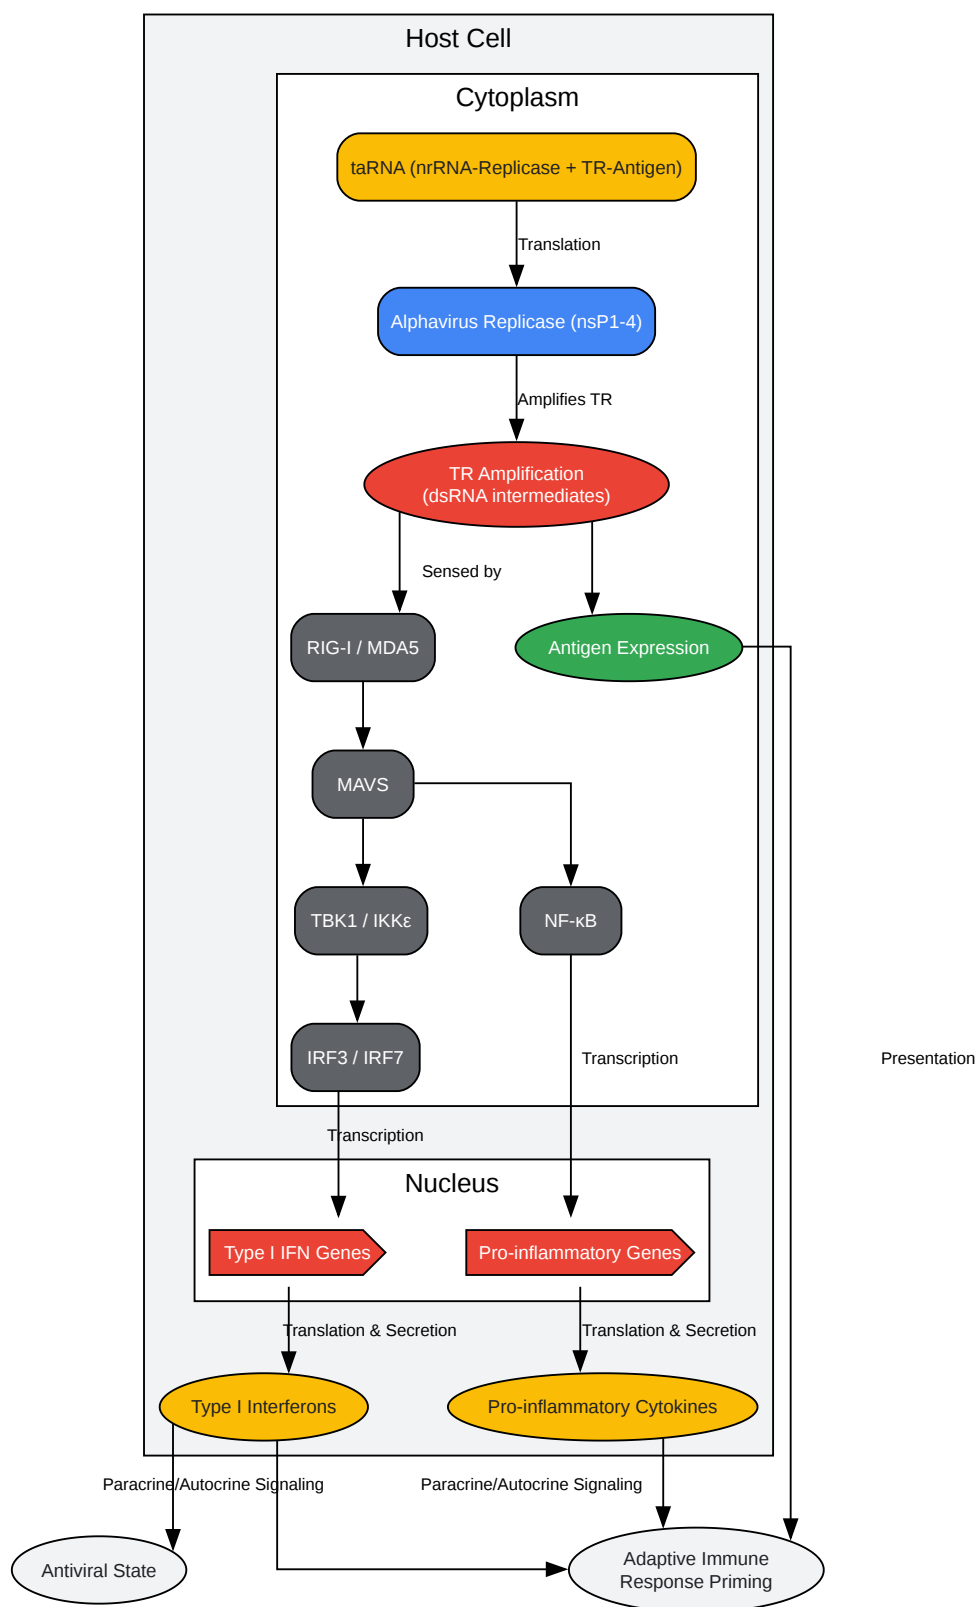 Host Cell
Cytoplasm
taRNA (nrRNA-Replicase + TR-Antigen)
Translation
Alphavirus Replicase (nsP1-4)
Amplifies TR
TR Amplification
(dsRNA intermediates)
Sensed by
RIG-I / MDA5
Antigen Expression
MAVS
TBK1 / IKKε
NF-κB
IRF3 / IRF7
Transcription
Presentation
Transcription
Nucleus
Type I IFN Genes
Pro-inflammatory Genes
Translation & Secretion
Translation & Secretion
Type I Interferons
Pro-inflammatory Cytokines
Paracrine/Autocrine Signaling
Paracrine/Autocrine Signaling
Antiviral State
Adaptive Immune
Response Priming